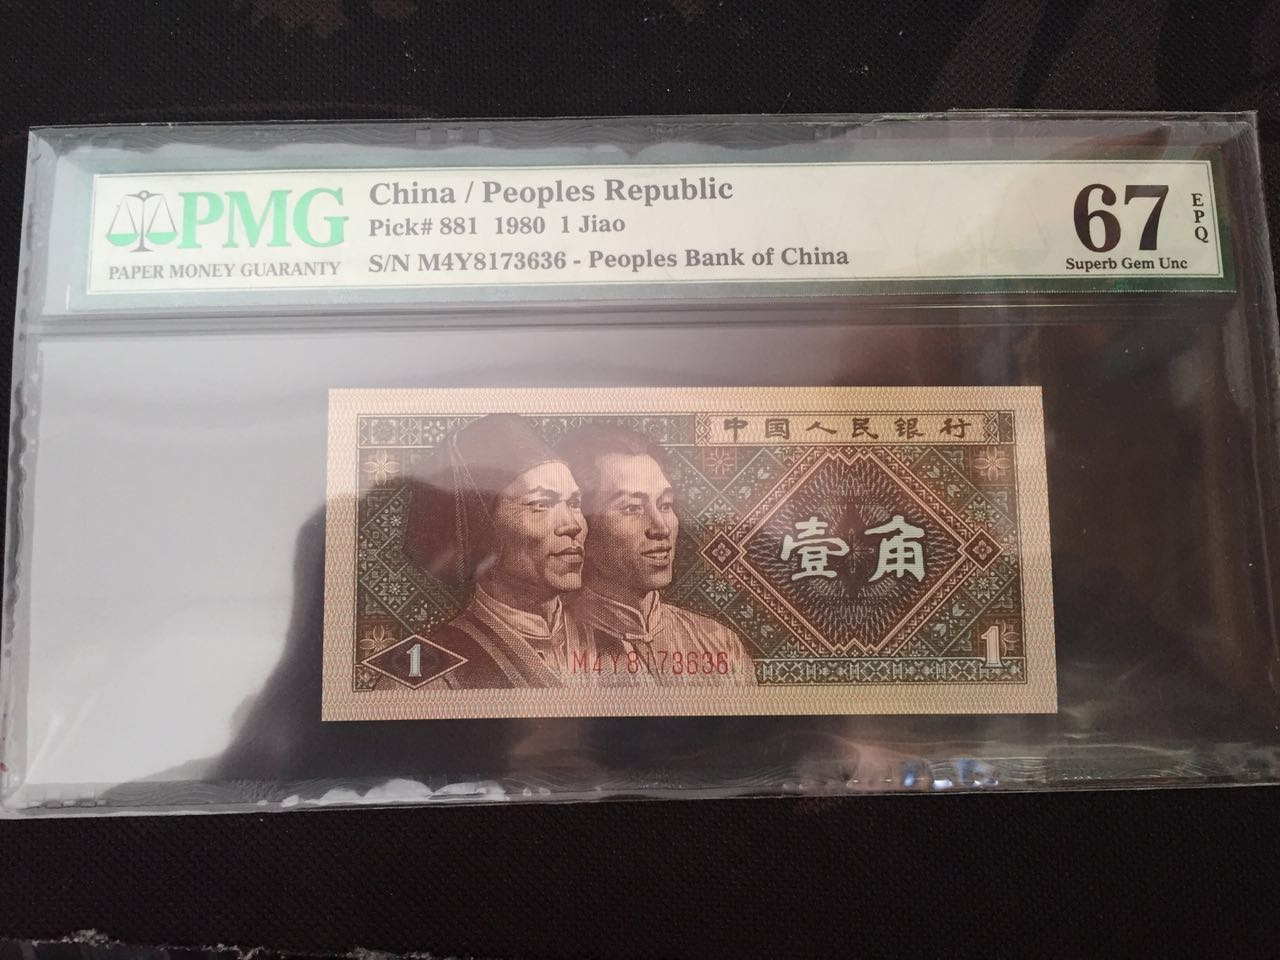 PMG
PAPER MONEY GUARANTY
China / Peoples Republic
Pick# 881 1980 1 Jiao
S/N M4Y8173636 - Peoples Bank of China
67
EPQ
Superb Gem Unc
中国人民银行
壹角
1
M4Y8173636
1